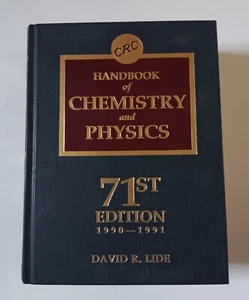 CRC
HANDBOOK
of
CHEMISTRY
and
PHYSICS
71ST
EDITION
1990—1991
DAVID R. LIDE